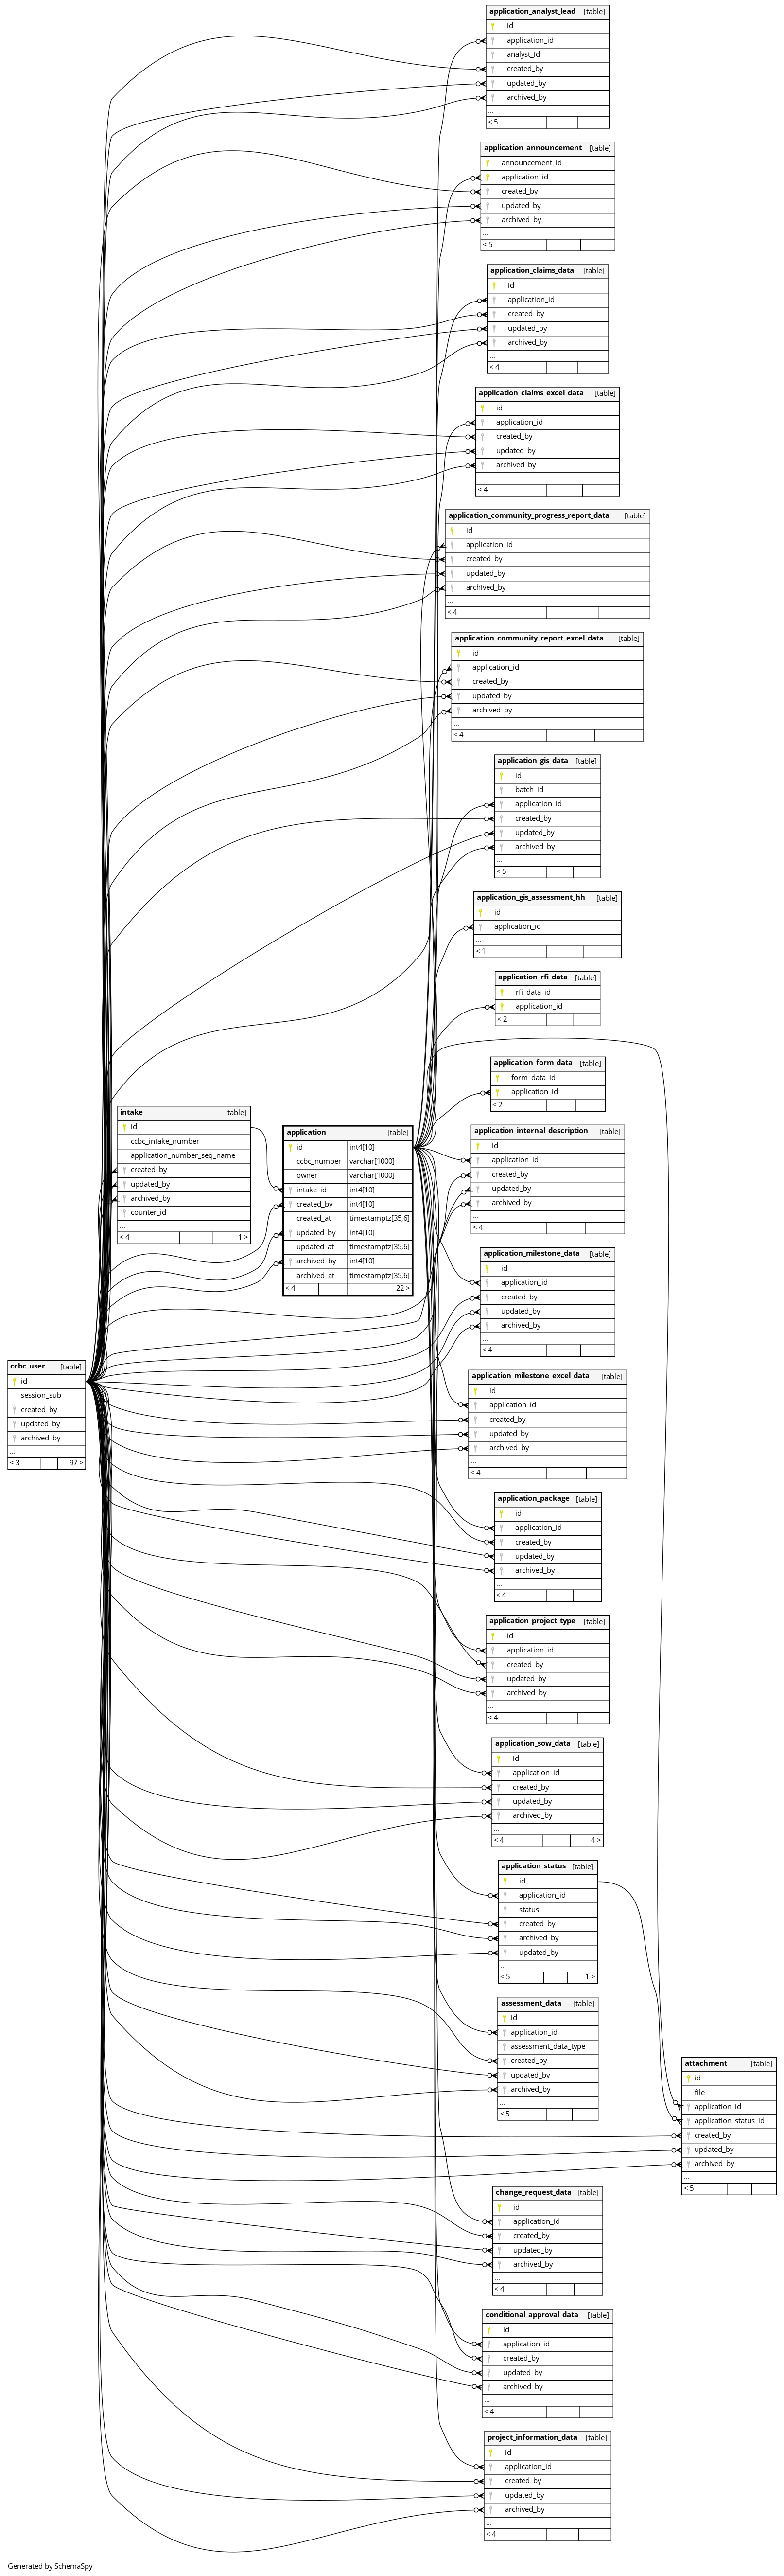 application_analyst_lead [table]
id
application_id
analyst_id
created_by
updated_by
archived_by
...
< 5
application_announcement [table]
announcement_id
application_id
created_by
updated_by
archived_by
...
< 5
application_claims_data [table]
id
application_id
created_by
updated_by
archived_by
...
< 4
application_claims_excel_data [table]
id
application_id
created_by
updated_by
archived_by
...
< 4
application_community_progress_report_data [table]
id
application_id
created_by
updated_by
archived_by
...
< 4
application_community_report_excel_data [table]
id
application_id
created_by
updated_by
archived_by
...
< 4
application_gis_data [table]
id
batch_id
application_id
created_by
updated_by
archived_by
...
< 5
application_gis_assessment_hh [table]
id
application_id
...
< 1
application_rfi_data [table]
rfi_data_id
application_id
< 2
application_form_data [table]
form_data_id
application_id
< 2
intake [table]
id
ccbc_intake_number
application_number_seq_name
created_by
updated_by
archived_by
counter_id
...
< 4 1 >
application [table]
id int4[10]
ccbc_number varchar[1000]
owner varchar[1000]
intake_id int4[10]
created_by int4[10]
created_at timestamptz[35,6]
updated_by int4[10]
updated_at timestamptz[35,6]
archived_by int4[10]
archived_at timestamptz[35,6]
< 4 22 >
application_internal_description [table]
id
application_id
created_by
updated_by
archived_by
...
< 4
application_milestone_data [table]
id
application_id
created_by
updated_by
archived_by
...
< 4
ccbc_user [table]
id
session_sub
created_by
updated_by
archived_by
...
< 3 97 >
application_milestone_excel_data [table]
id
application_id
created_by
updated_by
archived_by
...
< 4
application_package [table]
id
application_id
created_by
updated_by
archived_by
...
< 4
application_project_type [table]
id
application_id
created_by
updated_by
archived_by
...
< 4
application_sow_data [table]
id
application_id
created_by
updated_by
archived_by
...
< 4 4 >
application_status [table]
id
application_id
status
created_by
archived_by
updated_by
...
< 5 1 >
assessment_data [table]
id
application_id
assessment_data_type
created_by
updated_by
archived_by
...
< 5
attachment [table]
id
file
application_id
application_status_id
created_by
updated_by
archived_by
...
< 5
change_request_data [table]
id
application_id
created_by
updated_by
archived_by
...
< 4
conditional_approval_data [table]
id
application_id
created_by
updated_by
archived_by
...
< 4
project_information_data [table]
id
application_id
created_by
updated_by
archived_by
...
< 4
Generated by SchemaSpy